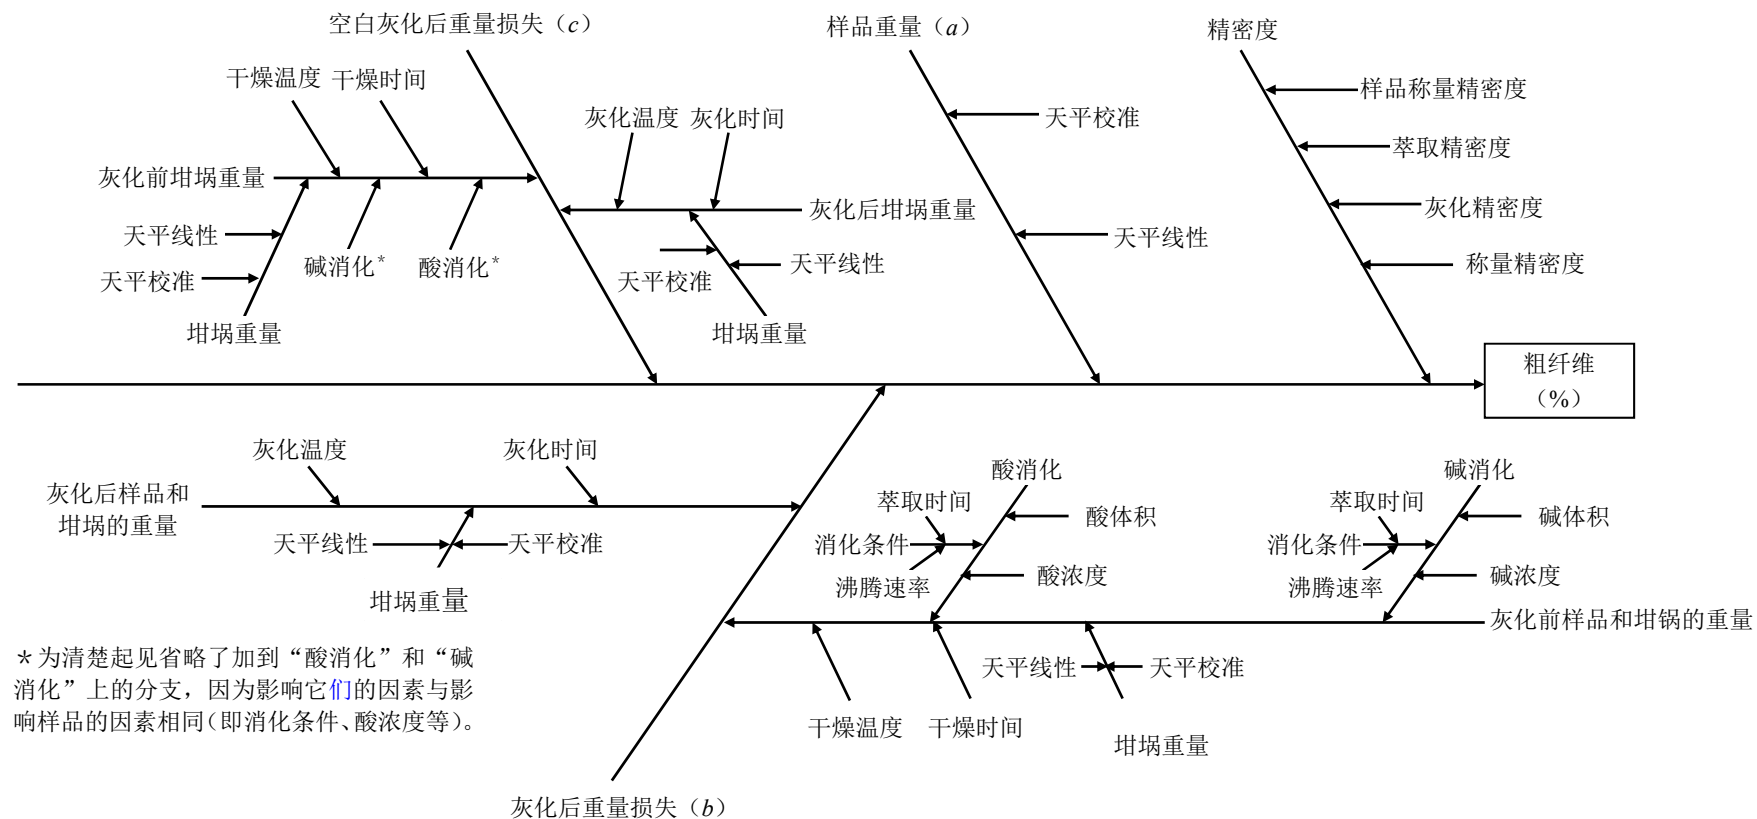 空白灰化后重量损失（c）
样品重量（a）
精密度
干燥温度 干燥时间
样品称量精密度
灰化温度 灰化时间
天平校准
萃取精密度
灰化前坩埚重量
灰化后坩埚重量
灰化精密度
天平线性
天平线性
碱消化*
酸消化*
天平线性
称量精密度
天平校准
天平校准
坩埚重量
坩埚重量
粗纤维
（%）
灰化温度
灰化时间
酸消化
碱消化
灰化后样品和
坩埚的重量
萃取时间
酸体积
萃取时间
碱体积
天平线性
天平校准
消化条件
消化条件
酸浓度
碱浓度
沸腾速率
沸腾速率
坩埚重量
灰化前样品和坩锅的重量
＊为清楚起见省略了加到“酸消化”和“碱
消化”上的分支，因为影响它们的因素与影
响样品的因素相同（即消化条件、酸浓度等）。
天平线性
天平校准
干燥温度
干燥时间
坩埚重量
灰化后重量损失（b）